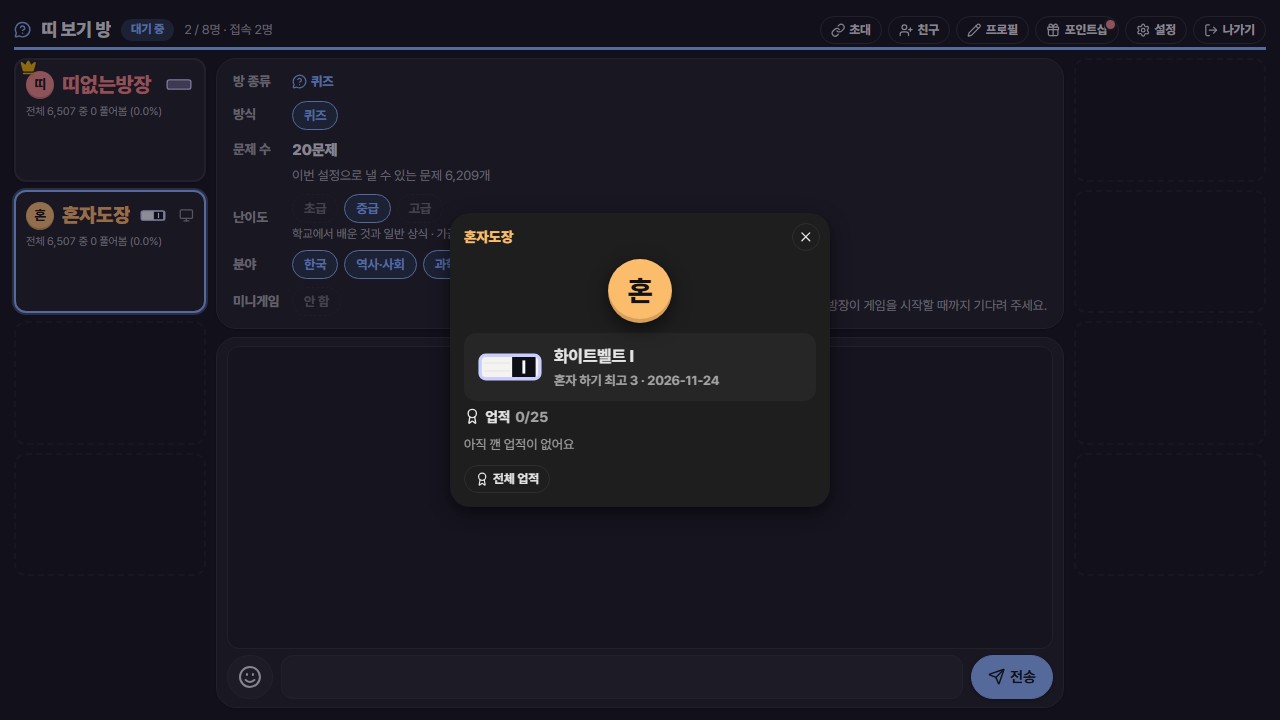 띠 보기 방 대기 중 2 / 8명 · 접속 2명
초대 친구 프로필 포인트샵 설정 나가기
띠 띠없는방장
전체 6,507 중 0 풀어봄 (0.0%)
혼 혼자도장 I
전체 6,507 중 0 풀어봄 (0.0%)
방 종류 퀴즈
방식 퀴즈
문제 수 20문제
이번 설정으로 낼 수 있는 문제 6,209개
난이도 초급 중급 고급
학교에서 배운 것과 일반 상식 ·
분야 한국 역사·사회
미니게임 안 함
방장이 게임을 시작할 때까지 기다려 주세요.
혼자도장
혼
I 화이트벨트 I
혼자 하기 최고 3 · 2026-11-24
업적 0/25
아직 깬 업적이 없어요
전체 업적
전송